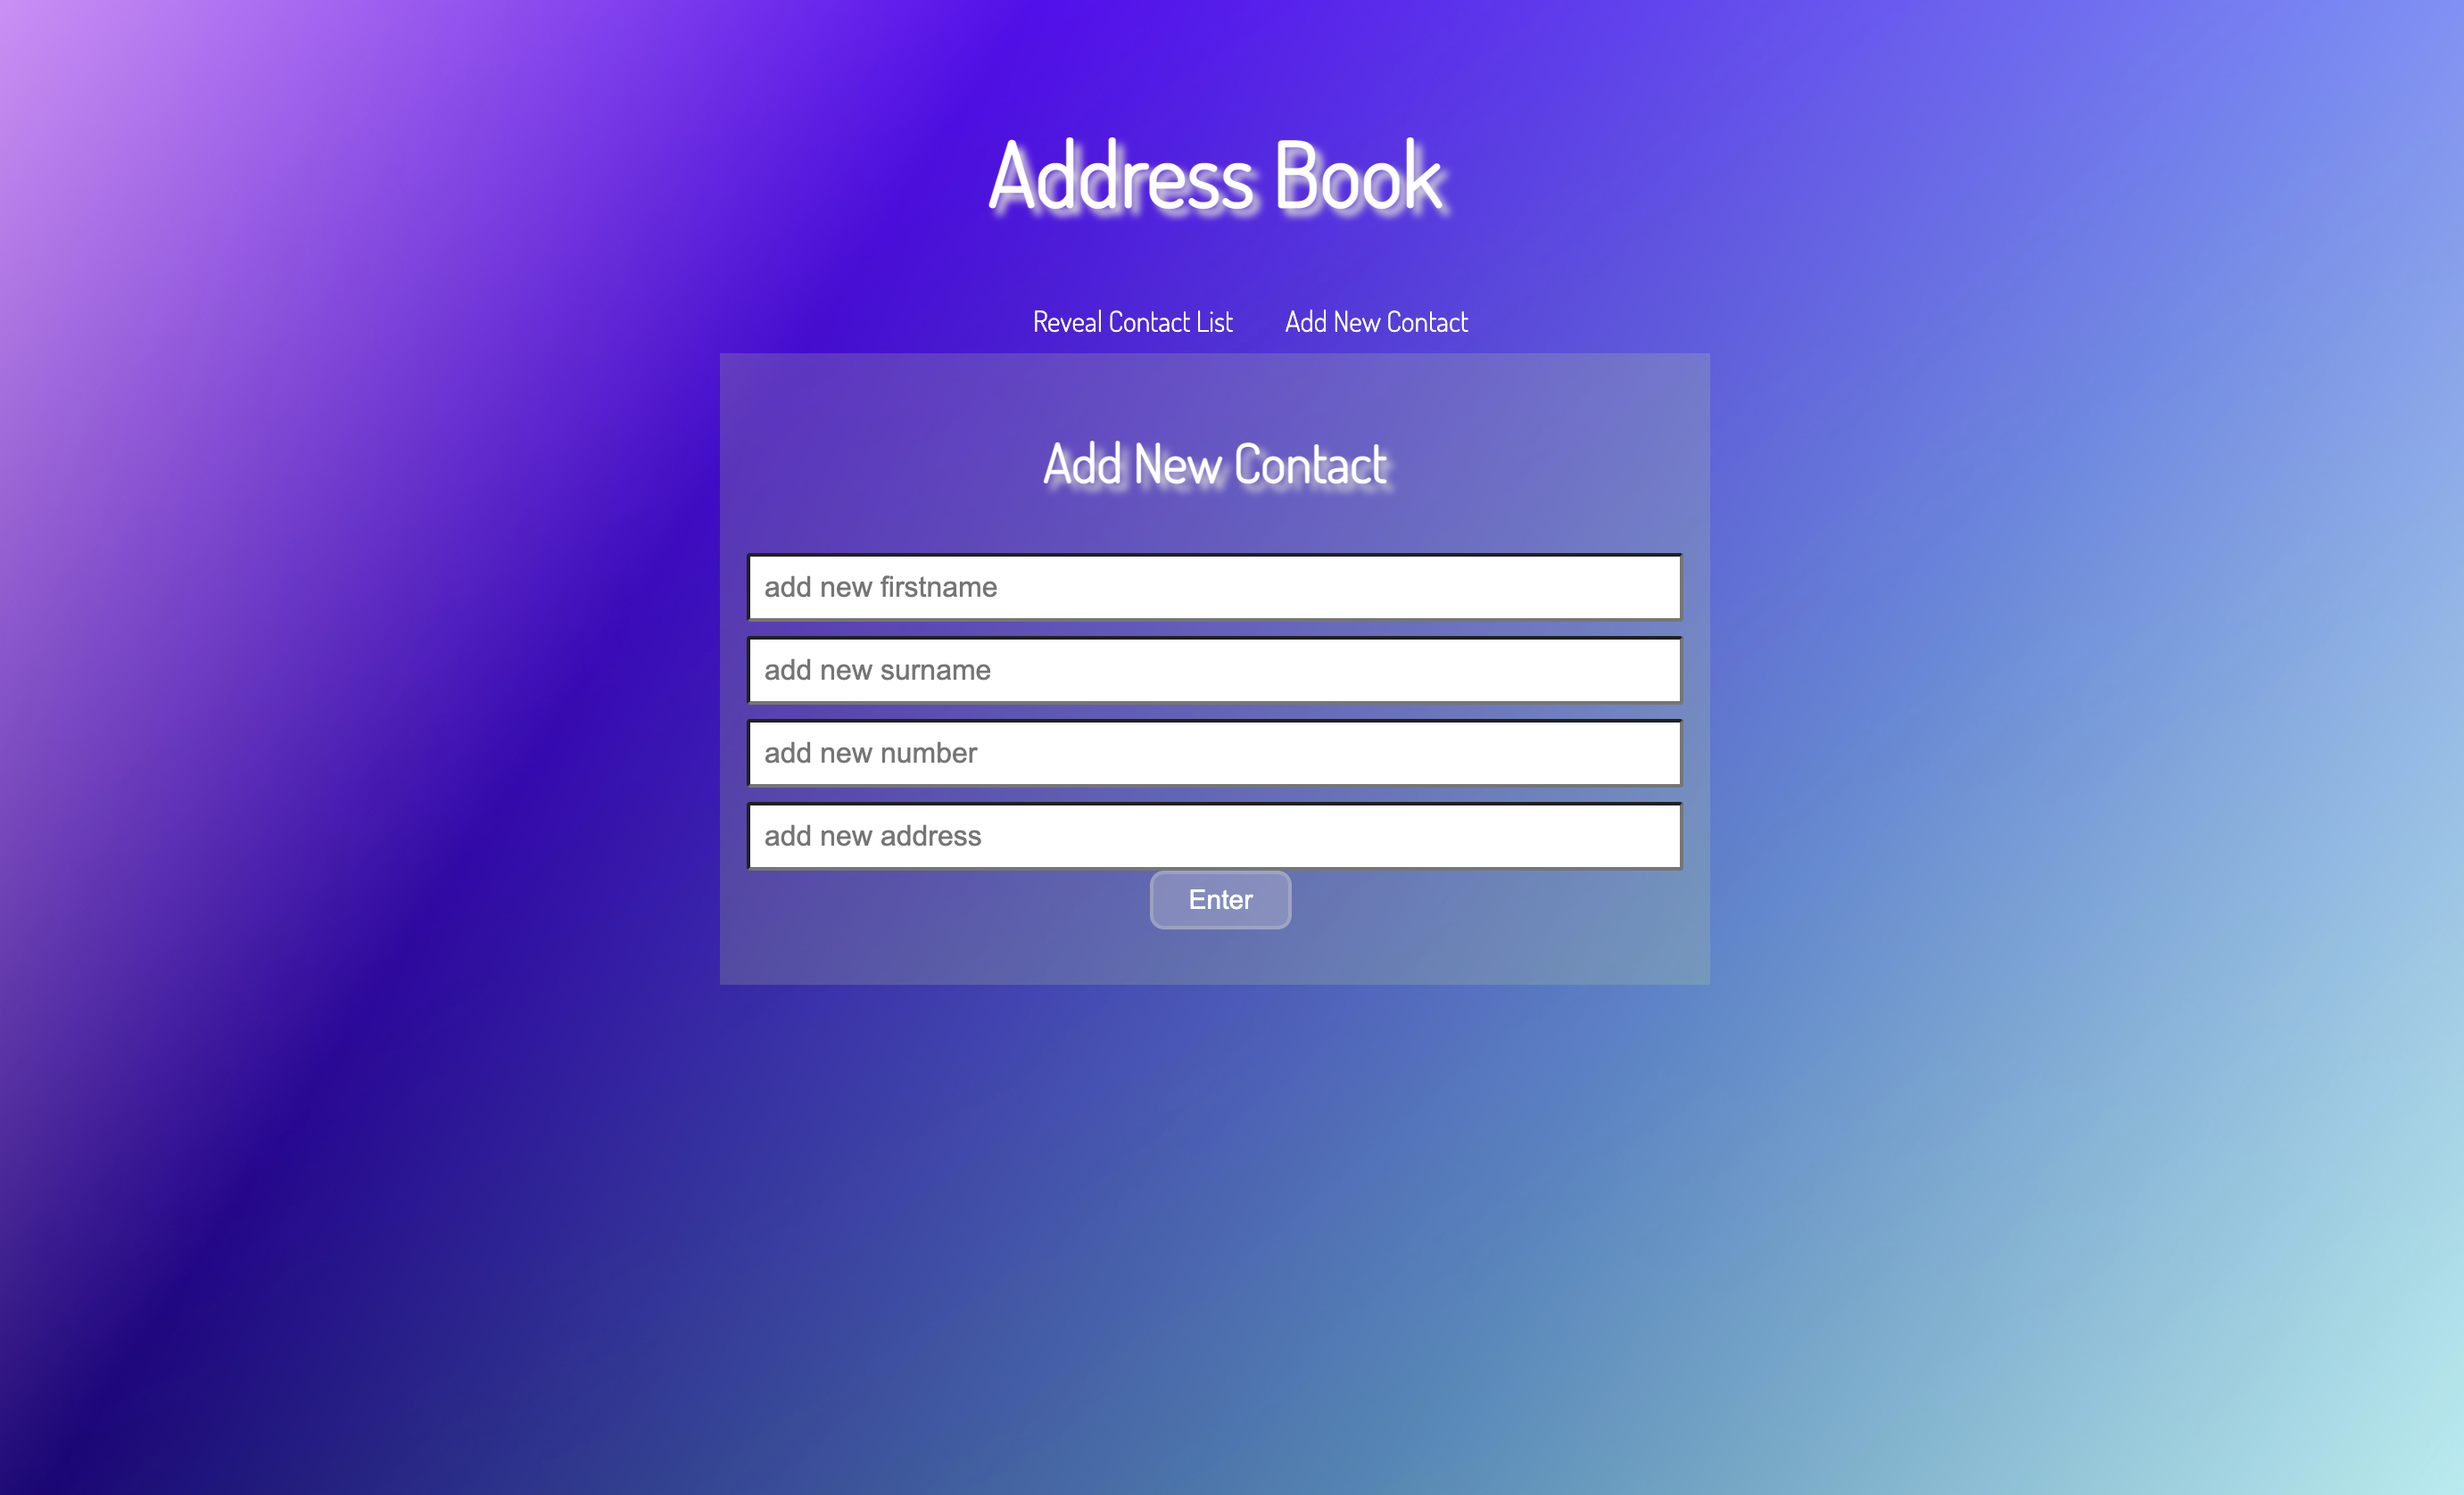 Address Book
Reveal Contact List Add New Contact
Add New Contact
add new firstname
add new surname
add new number
add new address
Enter